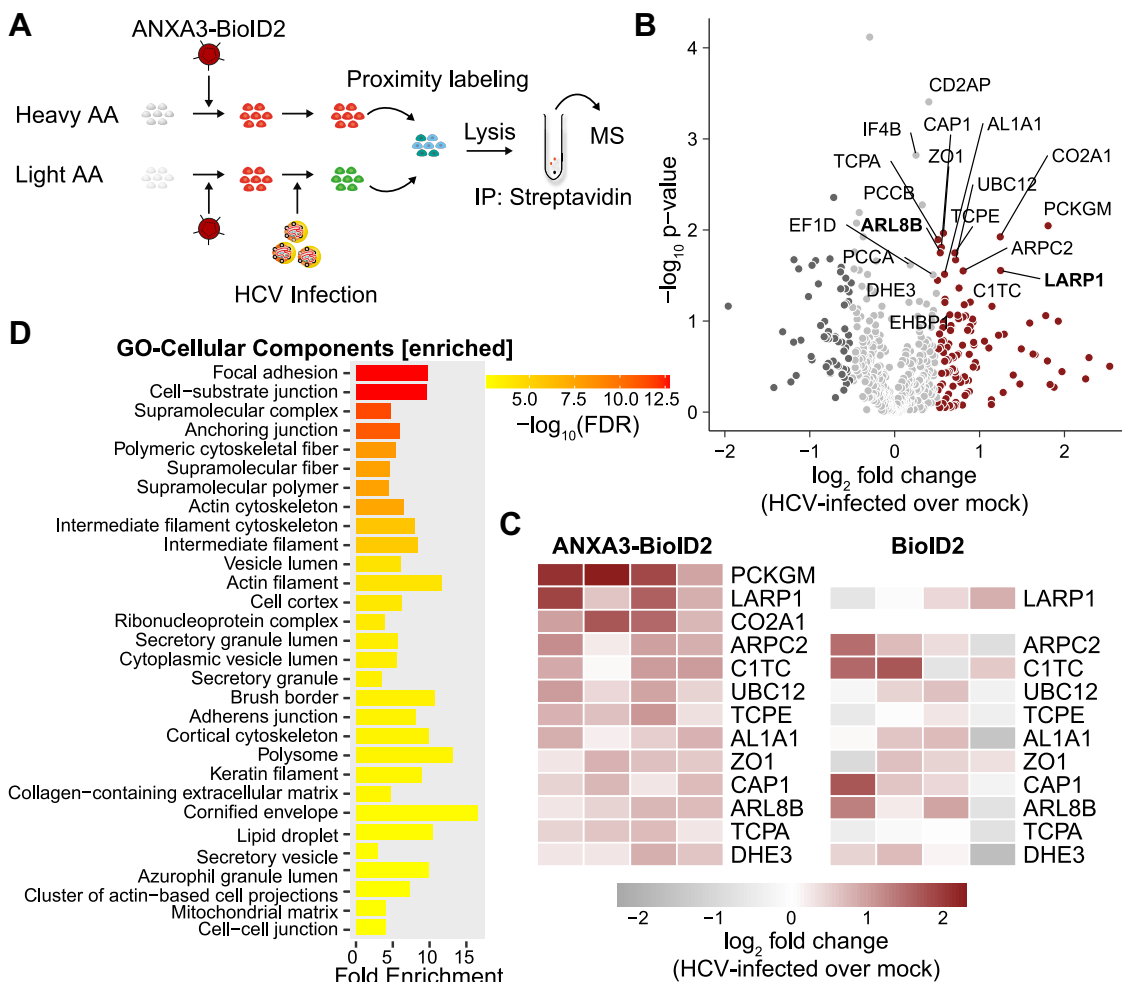 A
ANXA3-BioID2
Heavy AA
Light AA
Proximity labeling
Lysis
MS
IP: Streptavidin
HCV Infection
B
4
3
2
1
0
−log10 p-value
CD2AP
CAP1
AL1A1
IF4B
TCPA
ZO1
CO2A1
UBC12
PCCB
TCPE
PCKGM
EF1D
ARL8B
ARPC2
PCCA
LARP1
DHE3
C1TC
EHBP1
−2
−1
0
1
2
log2 fold change
(HCV-infected over mock)
D
GO-Cellular Components [enriched]
Focal adhesion
Cell−substrate junction
Supramolecular complex
Anchoring junction
Polymeric cytoskeletal fiber
Supramolecular fiber
Supramolecular polymer
Actin cytoskeleton
Intermediate filament cytoskeleton
Intermediate filament
Vesicle lumen
Actin filament
Cell cortex
Ribonucleoprotein complex
Secretory granule lumen
Cytoplasmic vesicle lumen
Secretory granule
Brush border
Adherens junction
Cortical cytoskeleton
Polysome
Keratin filament
Collagen−containing extracellular matrix
Cornified envelope
Lipid droplet
Secretory vesicle
Azurophil granule lumen
Cluster of actin−based cell projections
Mitochondrial matrix
Cell−cell junction
0 5 10 15
Fold Enrichment
5.0 7.5 10.0 12.5
−log10(FDR)
C
ANXA3-BioID2
PCKGM
LARP1
CO2A1
ARPC2
C1TC
UBC12
TCPE
AL1A1
ZO1
CAP1
ARL8B
TCPA
DHE3
BioID2
LARP1
ARPC2
C1TC
UBC12
TCPE
AL1A1
ZO1
CAP1
ARL8B
TCPA
DHE3
−2 −1 0 1 2
log2 fold change
(HCV-infected over mock)